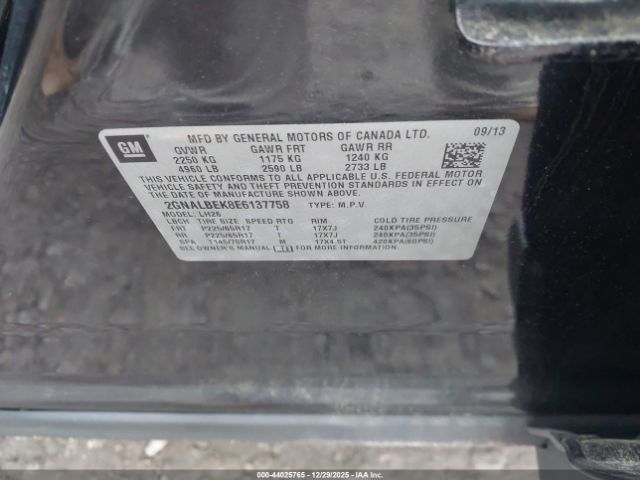 GM
MFD BY GENERAL MOTORS OF CANADA LTD. 09/13
GVWR GAWR FRT GAWR RR
2250 KG 1175 KG 1240 KG
4960 LB 2590 LB 2733 LB
THIS VEHICLE CONFORMS TO ALL APPLICABLE U.S. FEDERAL MOTOR
VEHICLE SAFETY AND THEFT PREVENTION STANDARDS IN EFFECT ON
THE DATE OF MANUFACTURE SHOWN ABOVE.
2GNALBEK8E6137758 TYPE: M.P.V.
MODEL: LH26
LOCN TIRE SIZE SPEED RTG RIM COLD TIRE PRESSURE
FRT P225/65R17 T 17X7J 240KPA(35PSI)
RR P225/65R17 T 17X7J 240KPA(35PSI)
SPA T145/70R17 M 17X4.5T 420KPA(60PSI)
SEE OWNER'S MANUAL FOR MORE INFORMATION.
© IAA - 44025765 - 12/29/2025 - IAAI.COM